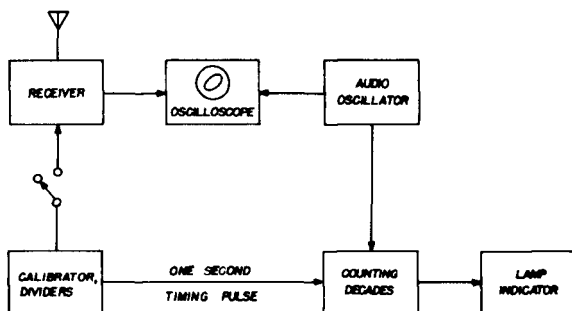 RECEIVER
OSCILLOSCOPE
AUDIO
OSCILLATOR
CALIBRATOR,
DIVIDERS
ONE SECOND
TIMING PULSE
COUNTING
DECADES
LAMP
INDICATOR